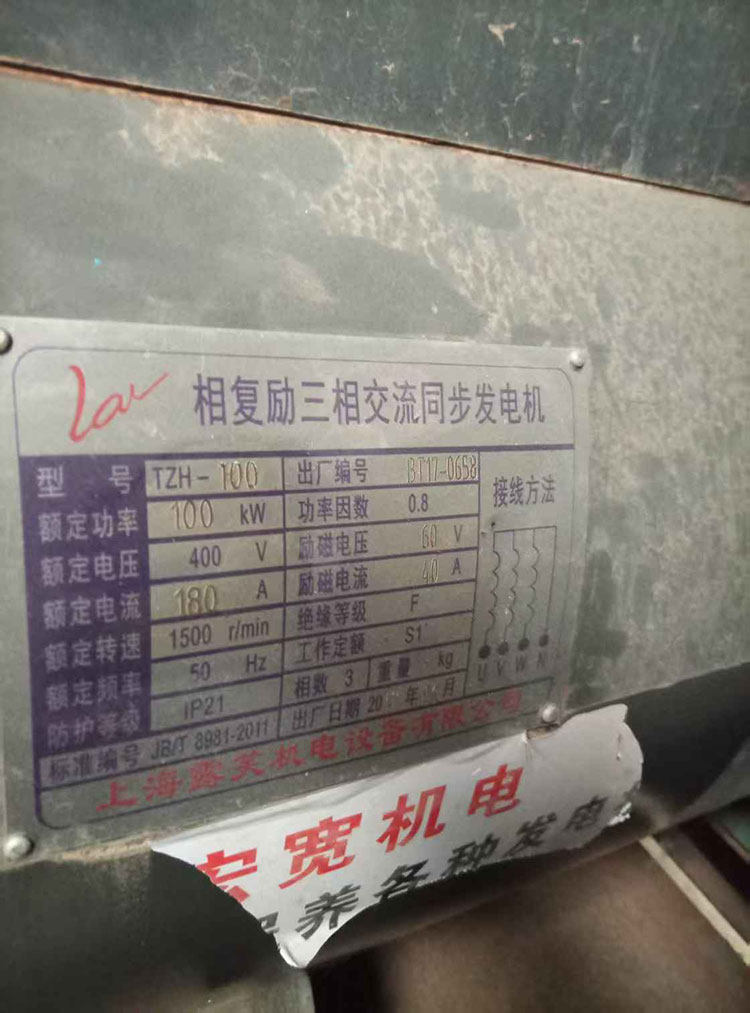 相复励三相交流同步发电机
型号 TZH-100 出厂编号 BT17-0658
额定功率 100 kW 功率因数 0.8
额定电压 400 V 励磁电压 60 V
额定电流 180 A 励磁电流 40 A
额定转速 1500 r/min 绝缘等级 F
额定频率 50 Hz 工作定额 S1
防护等级 IP21 相数 3 重量 kg
标准编号 JB/T 8981-2011 出厂日期 20 年 月
接线方法
U V W N
上海露笑机电设备有限公司
宏宽机电
养各种发电